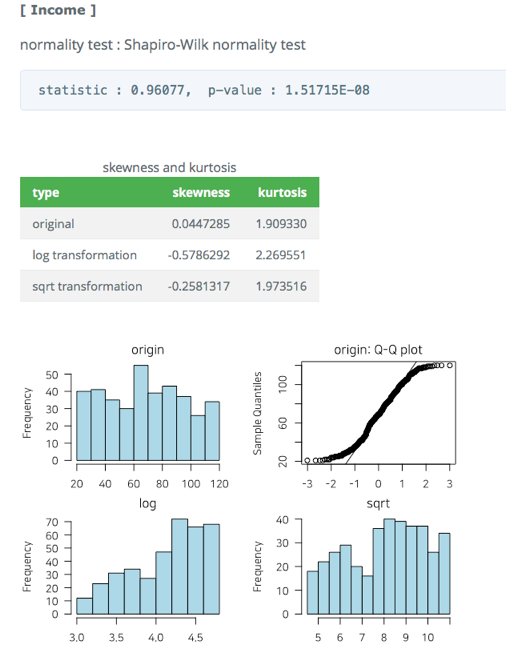 [ Income ]
normality test : Shapiro-Wilk normality test
statistic : 0.96077, p-value : 1.51715E-08
skewness and kurtosis
type skewness kurtosis
original 0.0447285 1.909330
log transformation -0.5786292 2.269551
sqrt transformation -0.2581317 1.973516
origin
Frequency
0 10 20 30 40 50
20 40 60 80 100 120
origin: Q-Q plot
Sample Quantiles
20 60 100
-3 -2 -1 0 1 2 3
log
Frequency
0 10 20 30 40 50 60 70
3.0 3.5 4.0 4.5
sqrt
Frequency
0 10 20 30 40
5 6 7 8 9 10